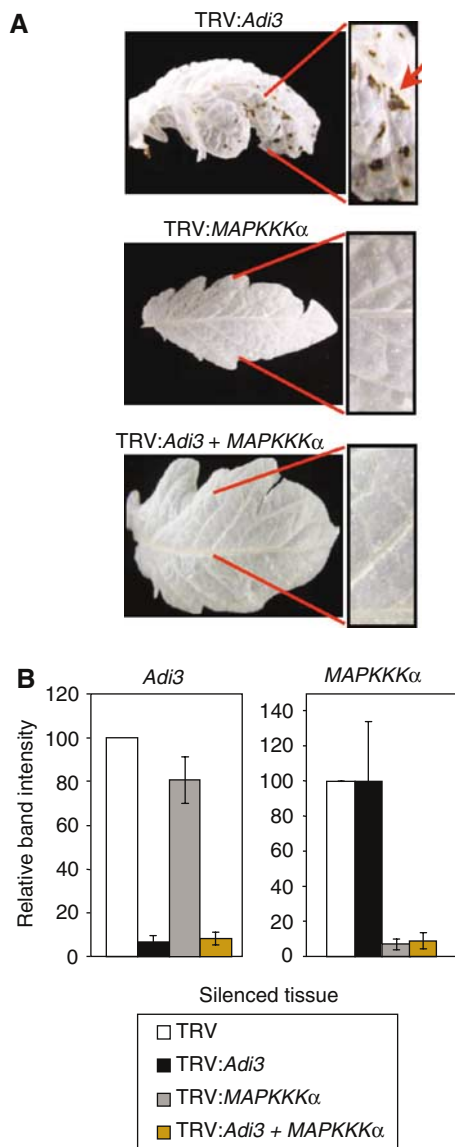 A
TRV:Adi3
TRV:MAPKKKα
TRV:Adi3 + MAPKKKα
B
Adi3
MAPKKKα
Relative band intensity
120
100
80
60
40
20
0
140
120
100
80
60
40
20
0
Silenced tissue
TRV
TRV:Adi3
TRV:MAPKKKα
TRV:Adi3 + MAPKKKα